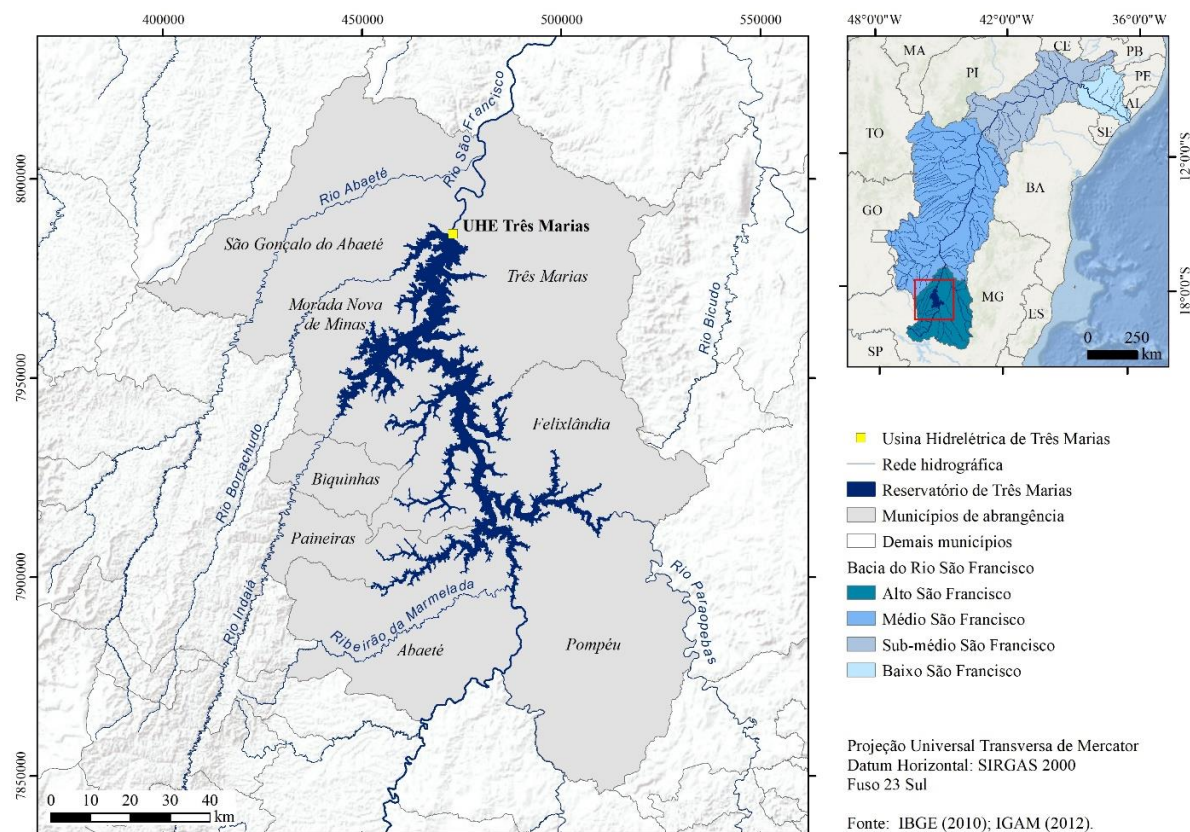 400000 450000 500000 550000
8000000
7950000
7900000
7850000
Rio São Francisco
Rio Abaeté
UHE Três Marias
São Gonçalo do Abaeté
Três Marias
Morada Nova
de Minas
Rio Bicudo
Felixlândia
Rio Borrachudo
Biquinhas
Paineiras
Rio Indaiá
Ribeirão da Marmelada
Rio Paraopebas
Abaeté
Pompéu
0 10 20 30 40
km
48°00'0"W 42°00'0"W 36°00'0"W
12°0'0"S
18°0'0"S
MA
CE
PB
PI
PE
AL
TO
SE
BA
GO
MG
ES
SP
0 250
km
Usina Hidrelétrica de Três Marias
Rede hidrográfica
Reservatório de Três Marias
Municípios de abrangência
Demais municípios
Bacia do Rio São Francisco
Alto São Francisco
Médio São Francisco
Sub-médio São Francisco
Baixo São Francisco
Projeção Universal Transversa de Mercator
Datum Horizontal: SIRGAS 2000
Fuso 23 Sul
Fonte: IBGE (2010); IGAM (2012).